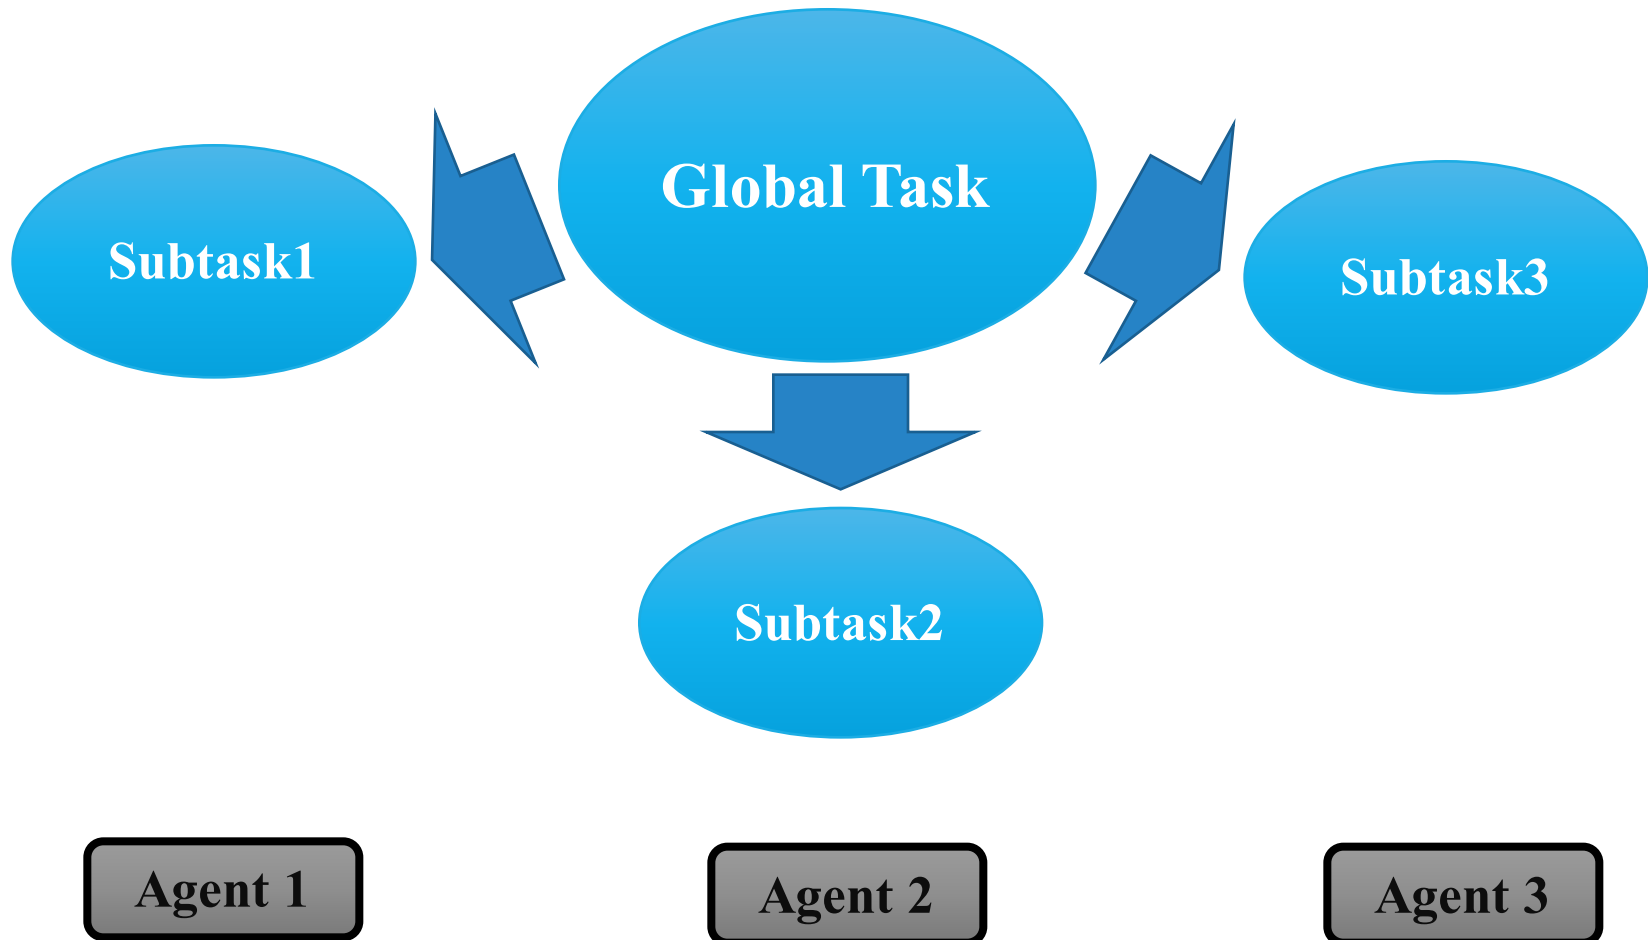 Global Task
Subtask1
Subtask3
Subtask2
Agent 1
Agent 2
Agent 3